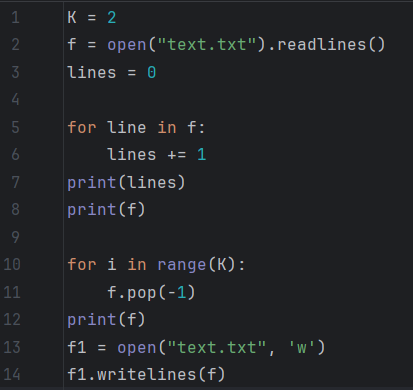 1 K = 2
2 f = open("text.txt").readlines()
3 lines = 0
4
5 for line in f:
6     lines += 1
7 print(lines)
8 print(f)
9
10 for i in range(K):
11     f.pop(-1)
12 print(f)
13 f1 = open("text.txt", 'w')
14 f1.writelines(f)